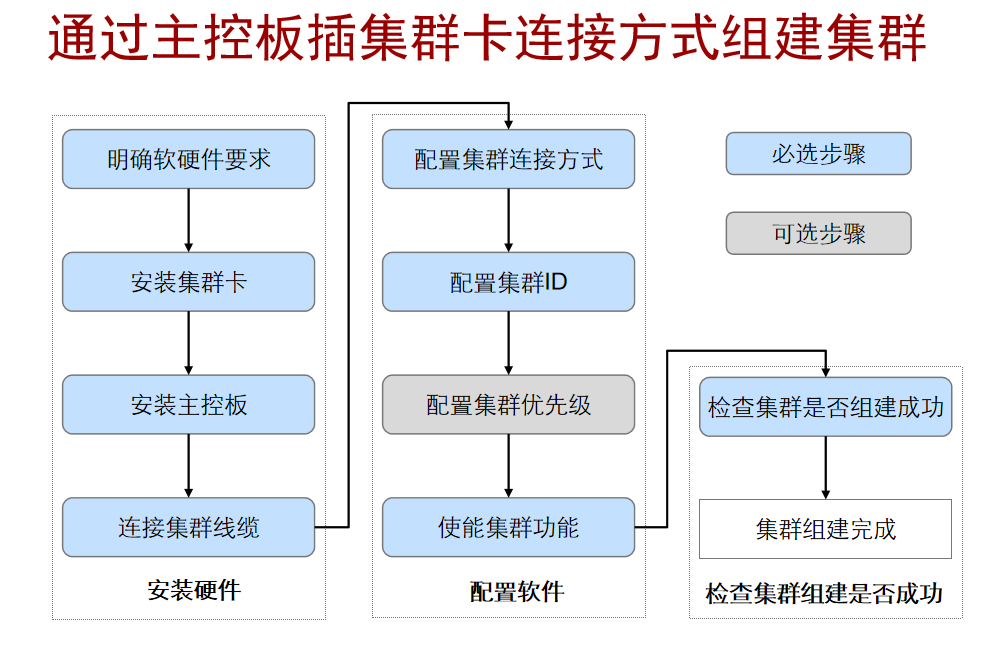 通过主控板插集群卡连接方式组建集群
明确软硬件要求
安装集群卡
安装主控板
连接集群线缆
安装硬件
配置集群连接方式
配置集群ID
配置集群优先级
使能集群功能
配置软件
必选步骤
可选步骤
检查集群是否组建成功
集群组建完成
检查集群组建是否成功